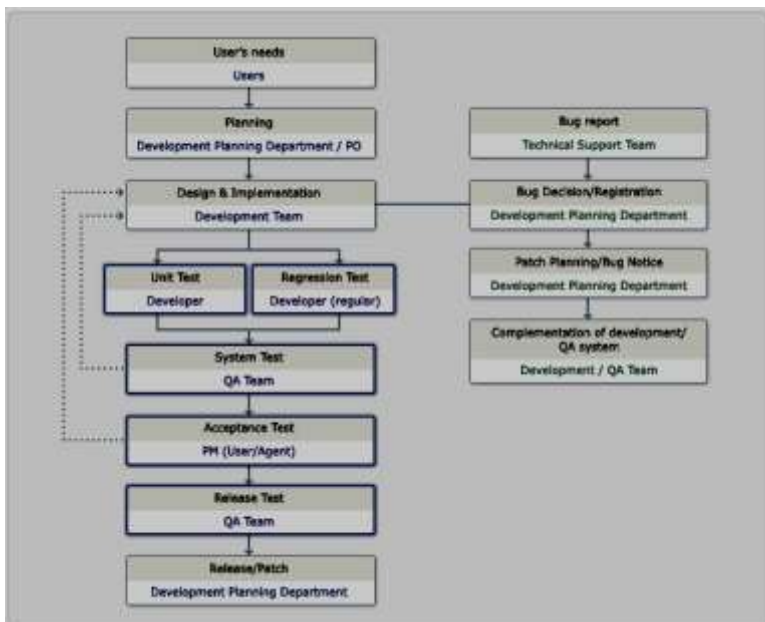 User's needs
Users
Planning
Development Planning Department / PO
Design & Implementation
Development Team
Unit Test
Developer
Regression Test
Developer (regular)
System Test
QA Team
Acceptance Test
PM (User/Agent)
Release Test
QA Team
Release/Patch
Development Planning Department
Bug report
Technical Support Team
Bug Decision/Registration
Development Planning Department
Patch Planning/Bug Notice
Development Planning Department
Complementation of development/
QA system
Development / QA Team